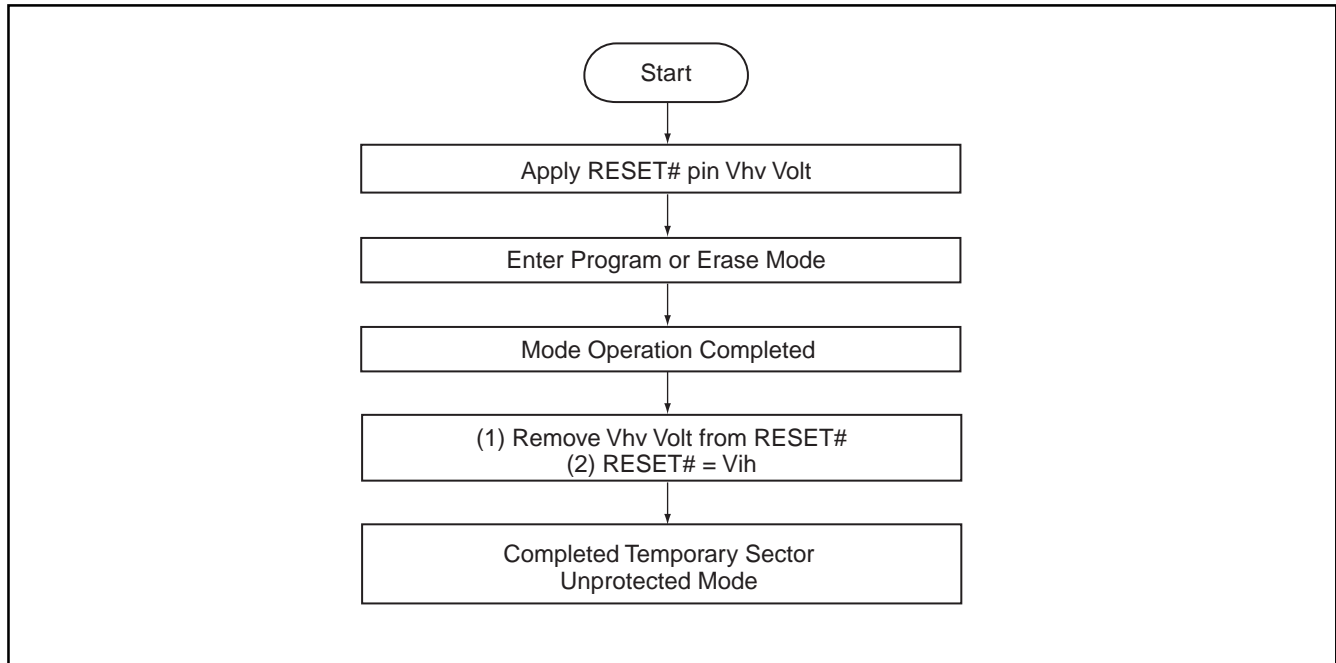 Start
Apply RESET# pin Vhv Volt
Enter Program or Erase Mode
Mode Operation Completed
(1) Remove Vhv Volt from RESET#
(2) RESET# = Vih
Completed Temporary Sector
Unprotected Mode